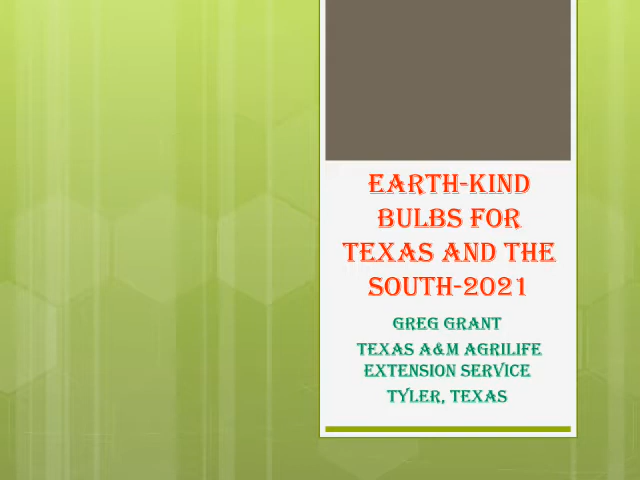 EARTH-KIND
BULBS FOR
TEXAS AND THE
SOUTH-2021
GREG GRANT
TEXAS A&M AGRILIFE
EXTENSION SERVICE
TYLER, TEXAS